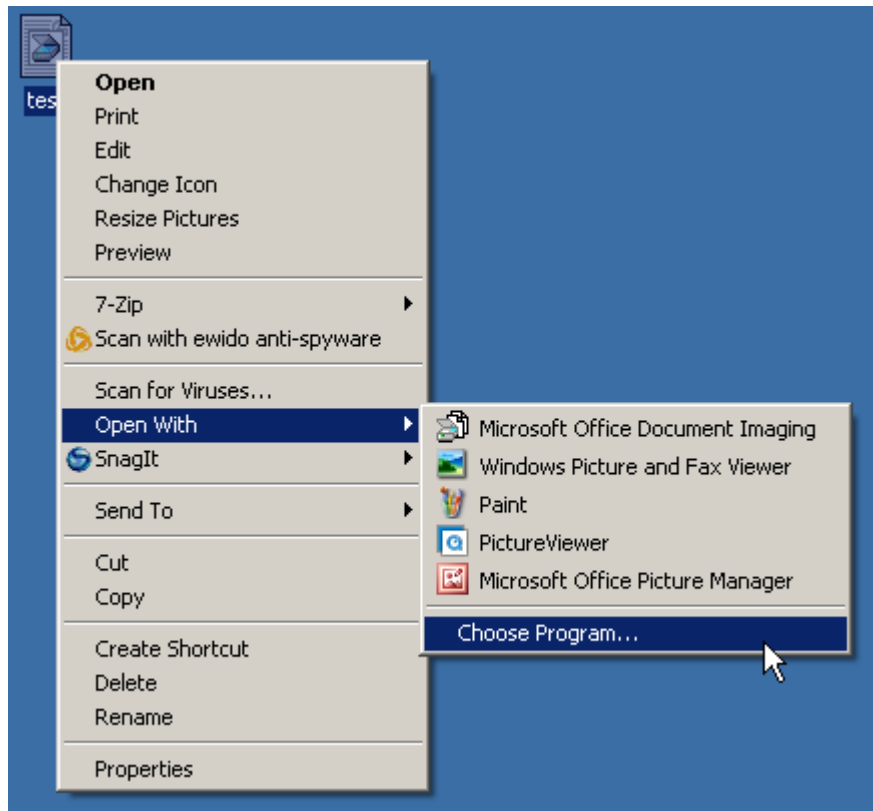 tes
Open
Print
Edit
Change Icon
Resize Pictures
Preview
7-Zip
Scan with ewido anti-spyware
Scan for Viruses...
Open With
SnagIt
Send To
Cut
Copy
Create Shortcut
Delete
Rename
Properties
Microsoft Office Document Imaging
Windows Picture and Fax Viewer
Paint
PictureViewer
Microsoft Office Picture Manager
Choose Program...